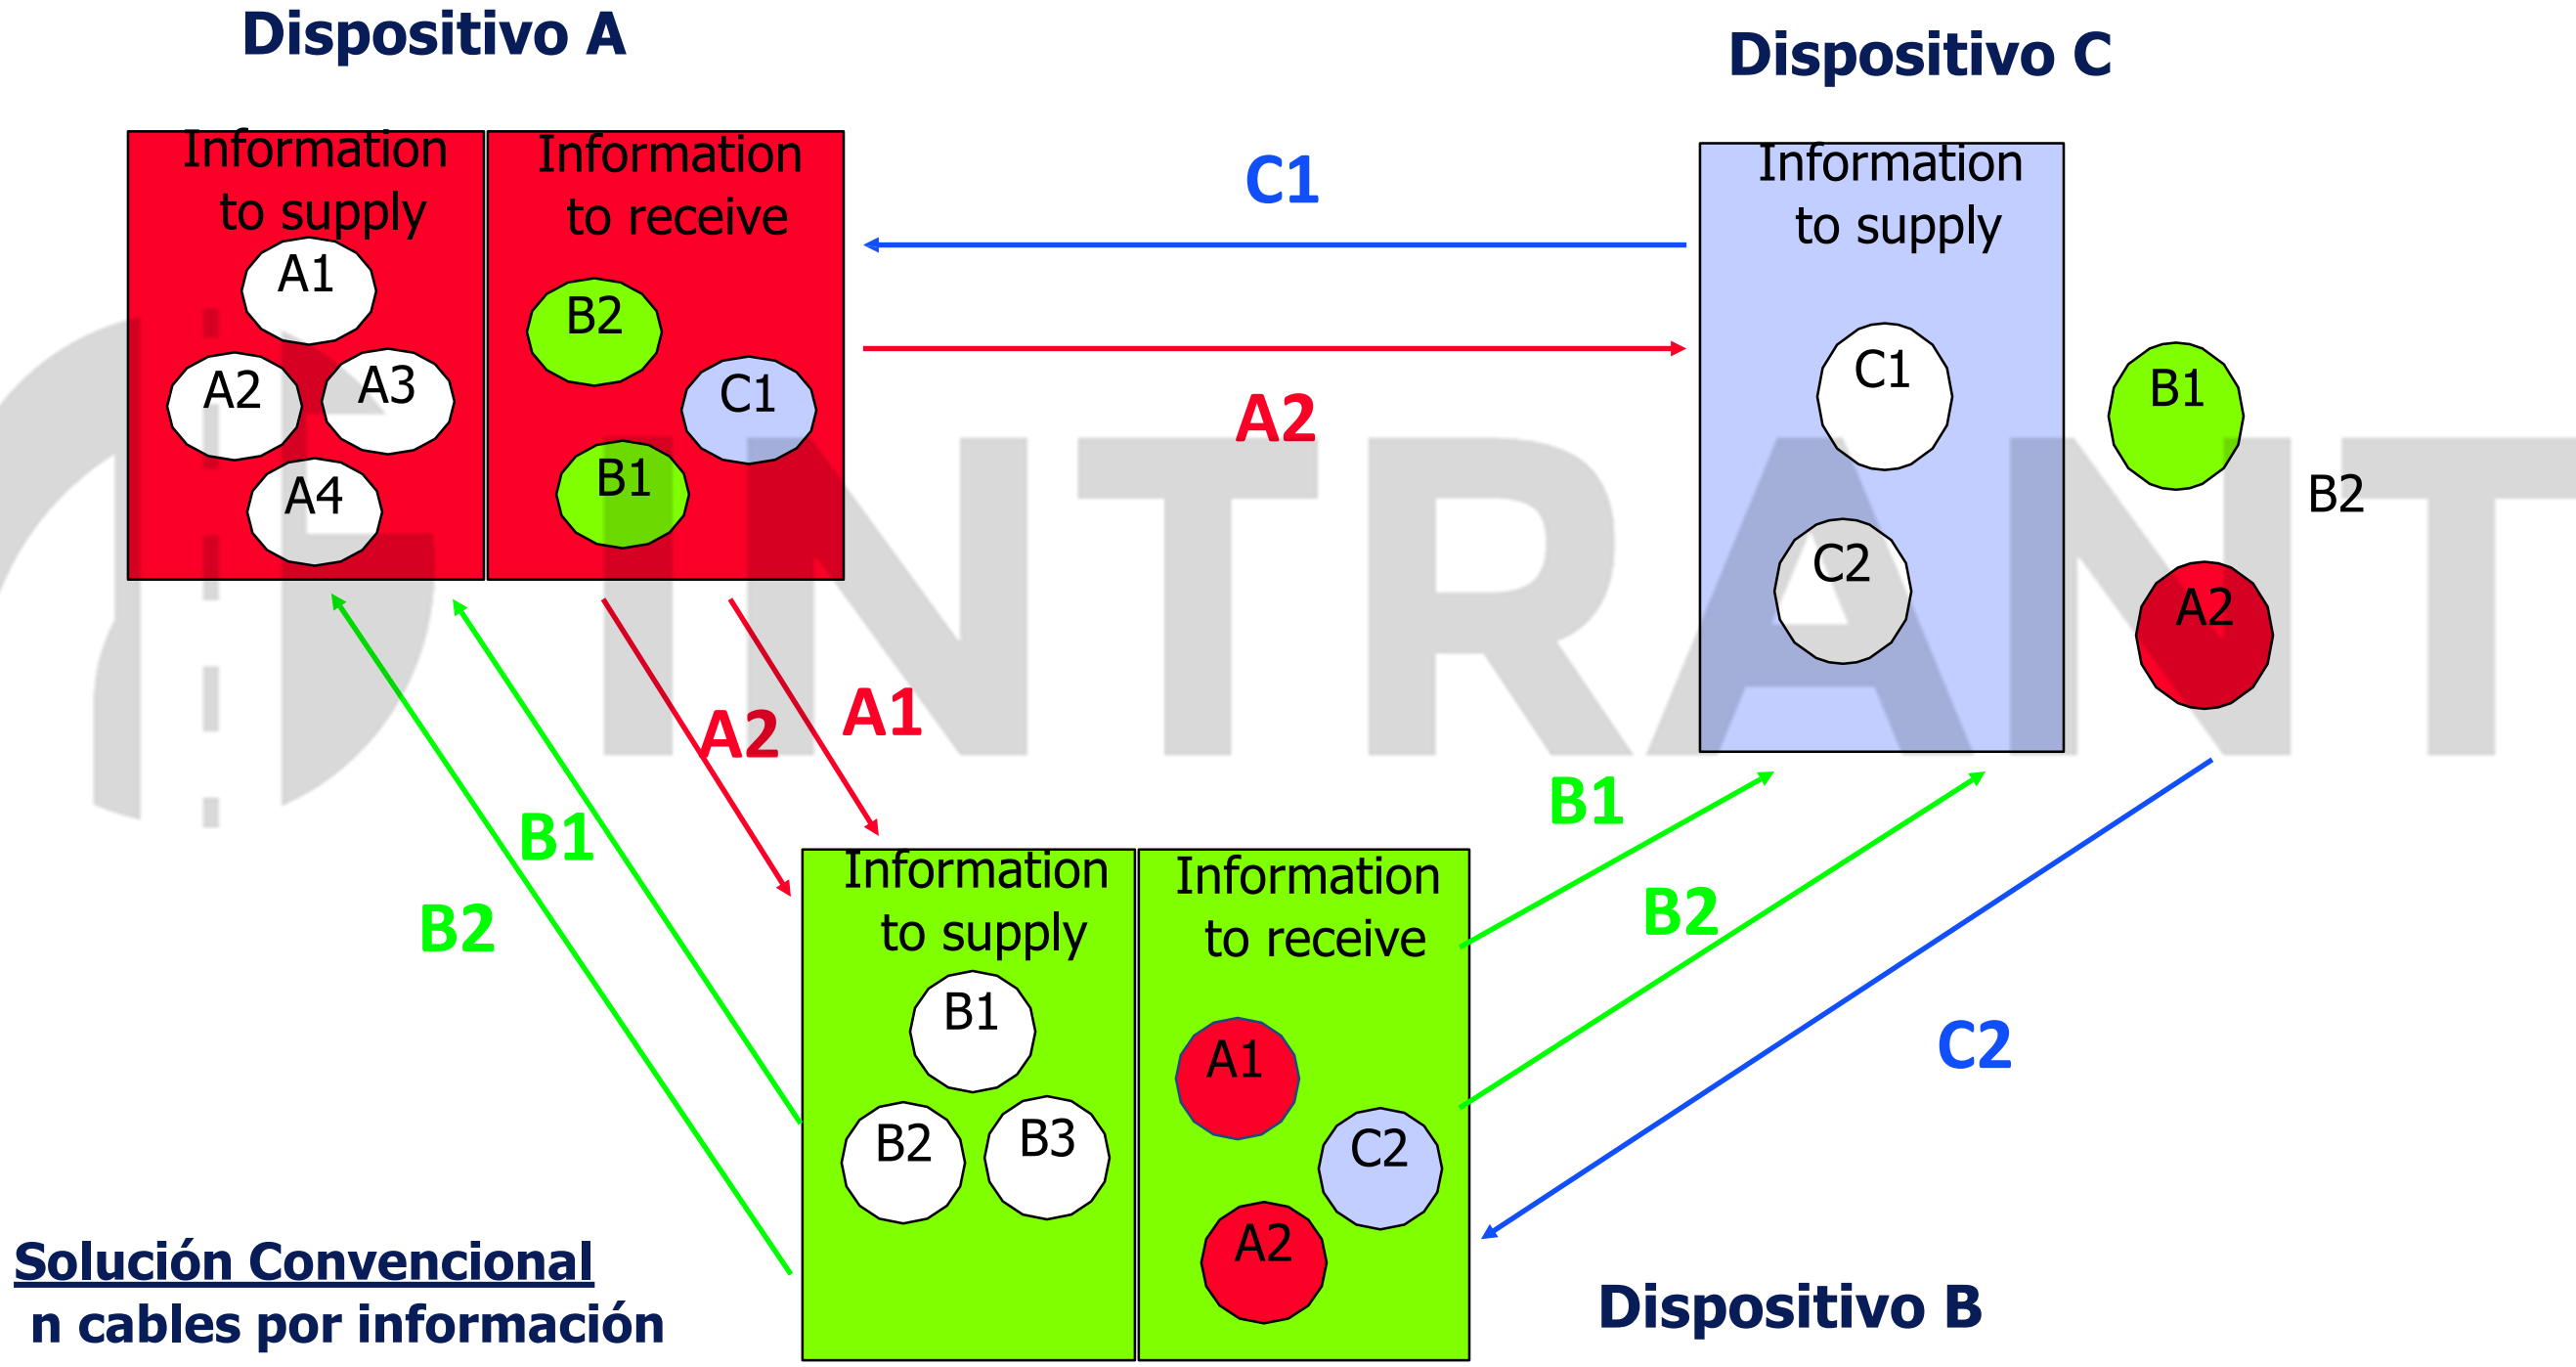 Dispositivo A
Dispositivo C
Information
to supply
A1
A2
A3
A4
Information
to receive
B2
C1
B1
C1
A2
Information
to supply
C1
C2
B1
B2
A2
INTRANT
A2
A1
B1
B2
B1
B2
C2
Information
to supply
B1
B2
B3
Information
to receive
A1
C2
A2
Solución Convencional
n cables por información
Dispositivo B